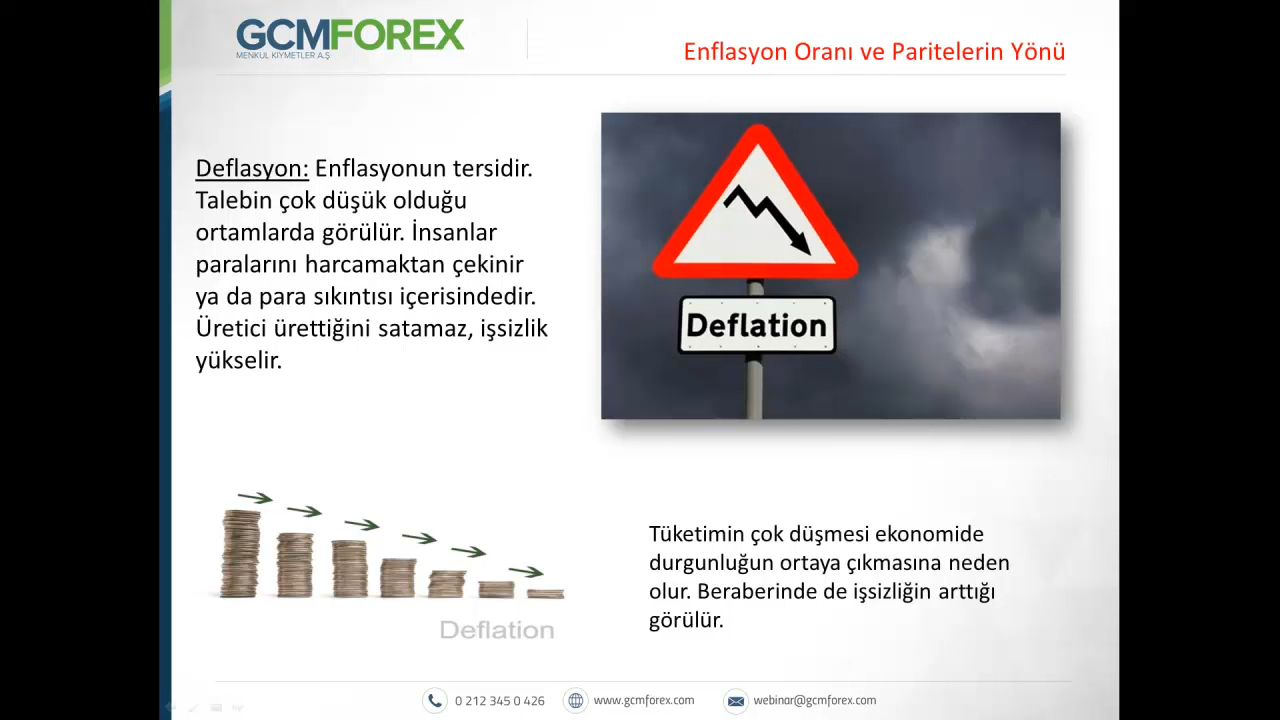 GCMFOREX
MENKUL KIYMETLER A.Ş
Enflasyon Oranı ve Paritelerin Yönü
Deflasyon: Enflasyonun tersidir.
Talebin çok düşük olduğu
ortamlarda görülür. İnsanlar
paralarını harcamaktan çekinir
ya da para sıkıntısı içerisindedir.
Üretici ürettiğini satamaz, işsizlik
yükselir.
Deflation
Deflation
Tüketimin çok düşmesi ekonomide
durgunluğun ortaya çıkmasına neden
olur. Beraberinde de işsizliğin arttığı
görülür.
0 212 345 0 426
www.gcmforex.com
webinar@gcmforex.com